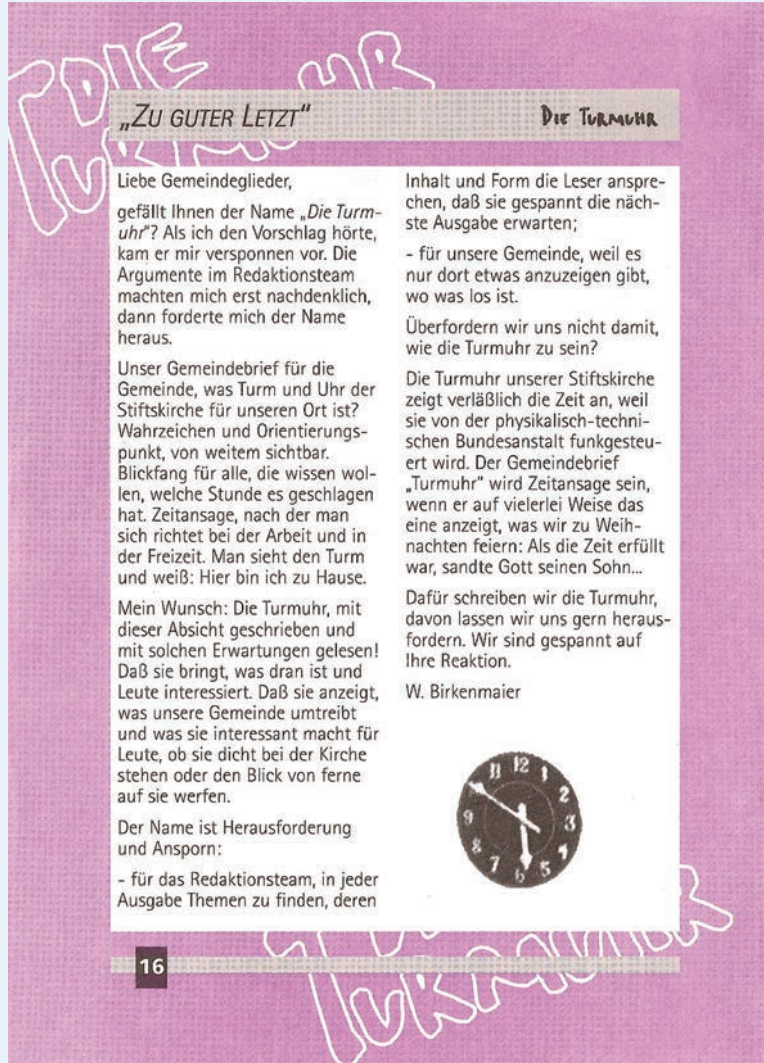 DIE
TURMUHR
„ZU GUTER LETZT"
DIE TURMUHR
Liebe Gemeindeglieder,
gefällt Ihnen der Name „Die Turm-
uhr"? Als ich den Vorschlag hörte,
kam er mir versponnen vor. Die
Argumente im Redaktionsteam
machten mich erst nachdenklich,
dann forderte mich der Name
heraus.
Unser Gemeindebrief für die
Gemeinde, was Turm und Uhr der
Stiftskirche für unseren Ort ist?
Wahrzeichen und Orientierungs-
punkt, von weitem sichtbar.
Blickfang für alle, die wissen wol-
len, welche Stunde es geschlagen
hat. Zeitansage, nach der man
sich richtet bei der Arbeit und in
der Freizeit. Man sieht den Turm
und weiß: Hier bin ich zu Hause.
Mein Wunsch: Die Turmuhr, mit
dieser Absicht geschrieben und
mit solchen Erwartungen gelesen!
Daß sie bringt, was dran ist und
Leute interessiert. Daß sie anzeigt,
was unsere Gemeinde umtreibt
und was sie interessant macht für
Leute, ob sie dicht bei der Kirche
stehen oder den Blick von ferne
auf sie werfen.
Der Name ist Herausforderung
und Ansporn:
- für das Redaktionsteam, in jeder
Ausgabe Themen zu finden, deren
Inhalt und Form die Leser anspre-
chen, daß sie gespannt die näch-
ste Ausgabe erwarten;
- für unsere Gemeinde, weil es
nur dort etwas anzuzeigen gibt,
wo was los ist.
Überfordern wir uns nicht damit,
wie die Turmuhr zu sein?
Die Turmuhr unserer Stiftskirche
zeigt verläßlich die Zeit an, weil
sie von der physikalisch-techni-
schen Bundesanstalt funkgesteu-
ert wird. Der Gemeindebrief
„Turmuhr" wird Zeitansage sein,
wenn er auf vielerlei Weise das
eine anzeigt, was wir zu Weih-
nachten feiern: Als die Zeit erfüllt
war, sandte Gott seinen Sohn...
Dafür schreiben wir die Turmuhr,
davon lassen wir uns gern heraus-
fordern. Wir sind gespannt auf
Ihre Reaktion.
W. Birkenmaier
11 12 1
2
9 3
8 4
7 6 5
16
TURMUHR